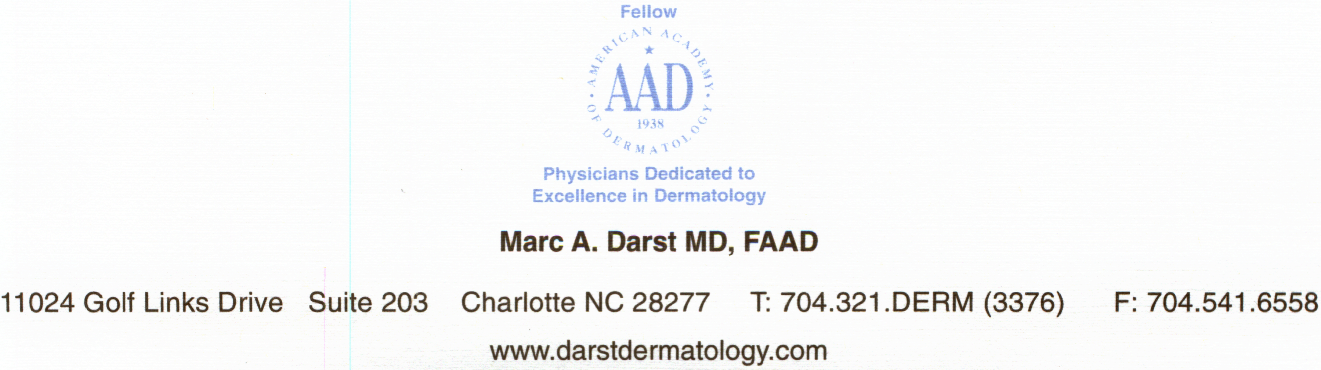 Fellow
AMERICAN ACADEMY
AAD
1938
OF DERMATOLOGY
Physicians Dedicated to
Excellence in Dermatology
Marc A. Darst MD, FAAD
11024 Golf Links Drive Suite 203 Charlotte NC 28277 T: 704.321.DERM (3376) F: 704.541.6558
www.darstdermatology.com